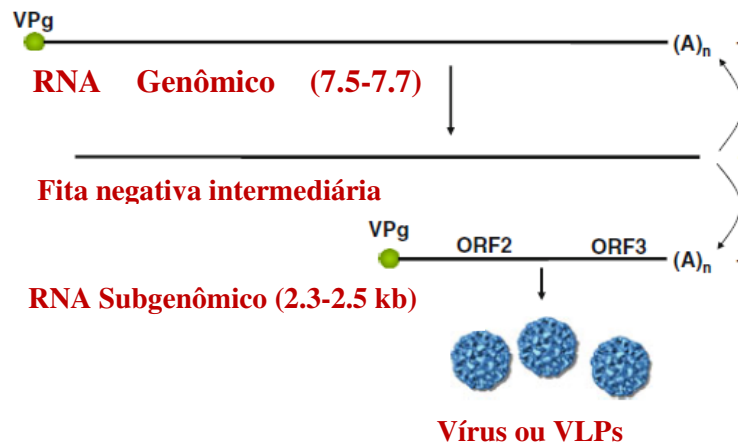 VPg
(A)n
RNA Genômico (7.5-7.7)
Fita negativa intermediária
VPg
ORF2 ORF3
(A)n
RNA Subgenômico (2.3-2.5 kb)
Vírus ou VLPs